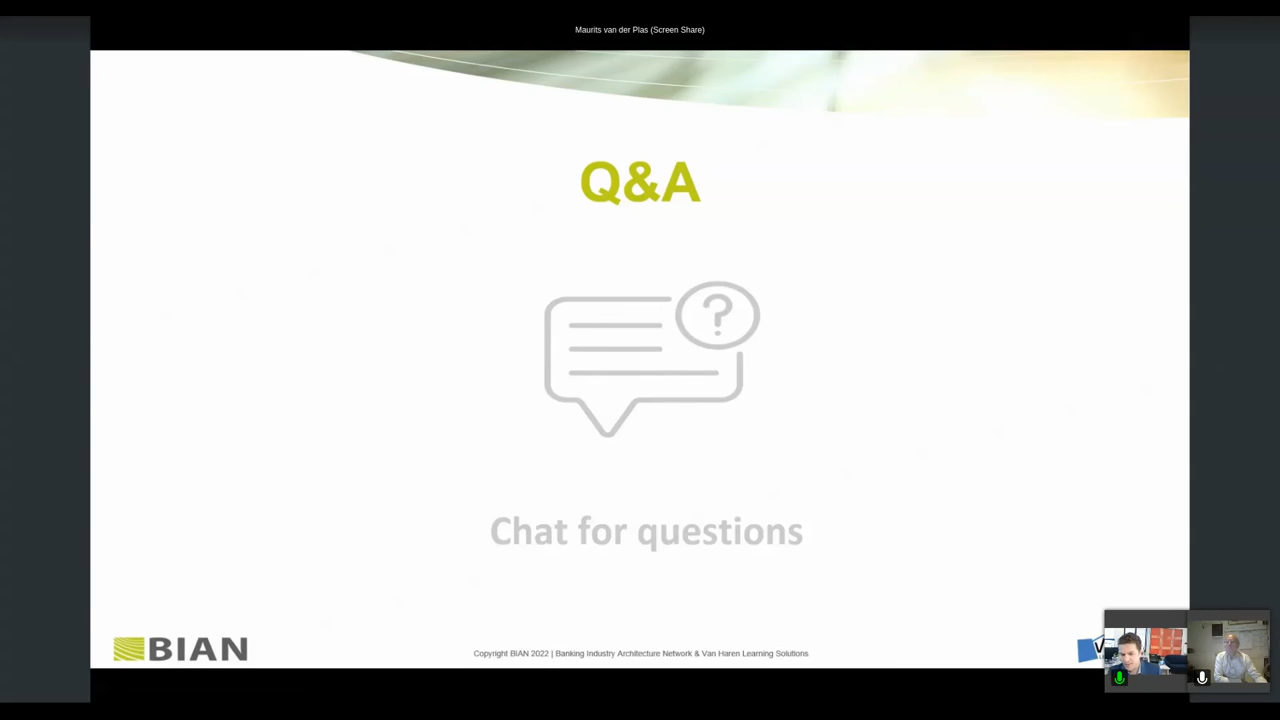 Maurits van der Plas (Screen Share)
Q&A
?
Chat for questions
BIAN
Copyright BIAN 2022 | Banking Industry Architecture Network & Van Haren Learning Solutions
V